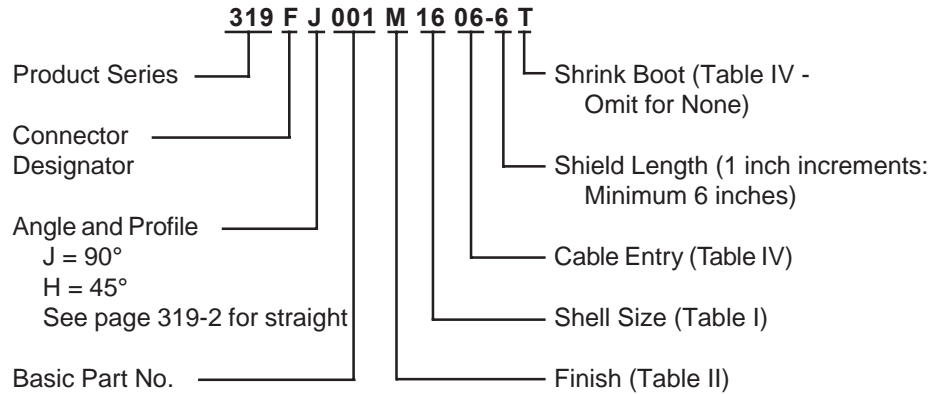 319 F J 001 M 16 06-6 T
Product Series
Connector
Designator
Angle and Profile
J = 90°
H = 45°
See page 319-2 for straight
Basic Part No.
Shrink Boot (Table IV -
Omit for None)
Shield Length (1 inch increments:
Minimum 6 inches)
Cable Entry (Table IV)
Shell Size (Table I)
Finish (Table II)